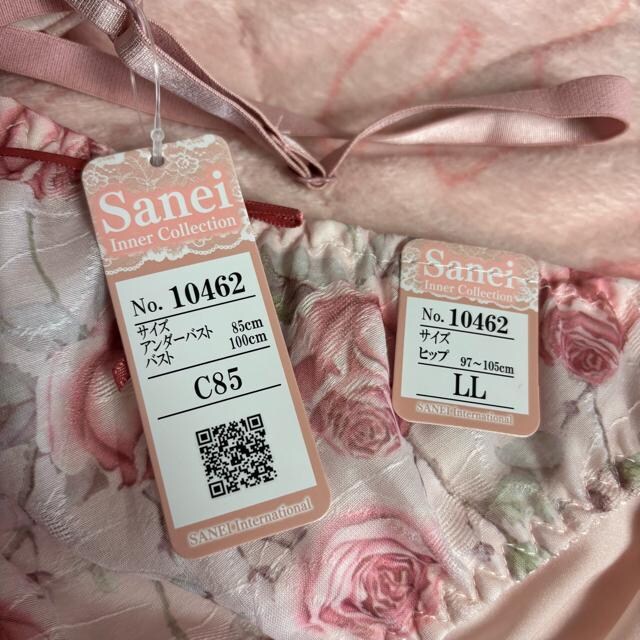 Sanei
Inner Collection
No. 10462
サイズ
アンダーバスト 85cm
バスト 100cm
C85
SANEI International
Sanei
Inner Collection
No. 10462
サイズ
ヒップ 97～105cm
LL
SANEI International